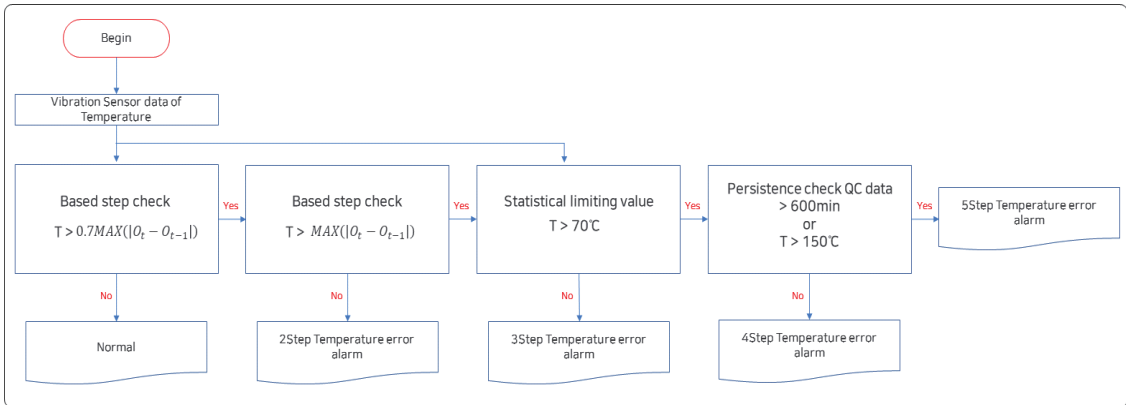 Begin
Vibration Sensor data of
Temperature
Based step check
T > 0.7MAX(|O_t − O_{t−1}|)
Yes
No
Normal
Based step check
T > MAX(|O_t − O_{t−1}|)
Yes
No
2Step Temperature error
alarm
Statistical limiting value
T > 70℃
Yes
No
3Step Temperature error
alarm
Persistence check QC data
> 600min
or
T > 150℃
Yes
No
4Step Temperature error
alarm
5Step Temperature error
alarm